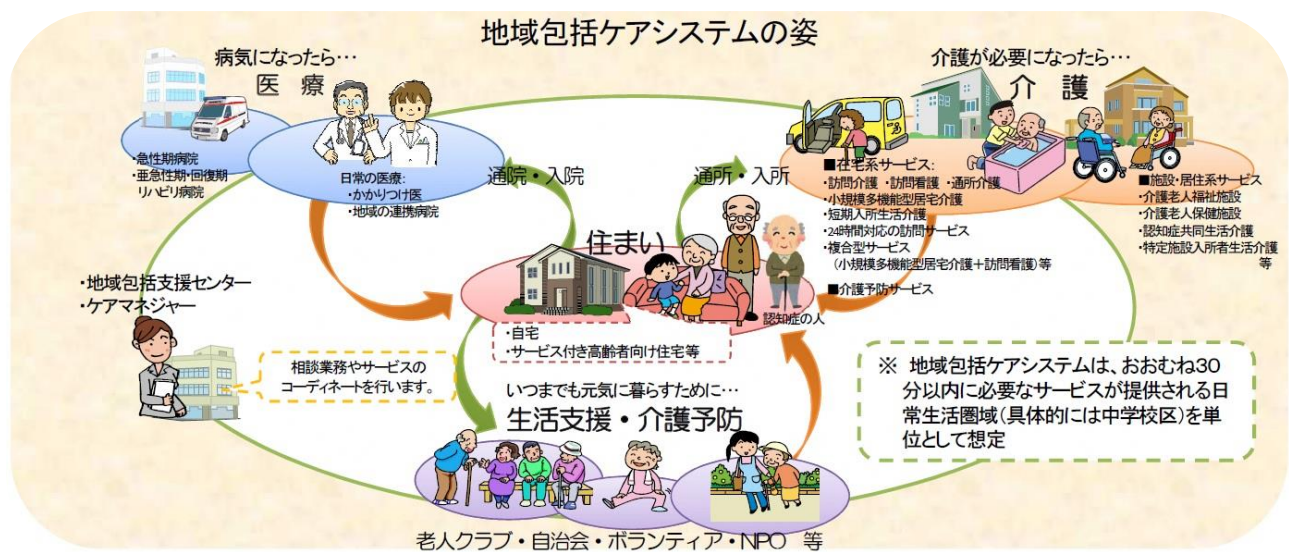 地域包括ケアシステムの姿
病気になったら･･･
医　療
介護が必要になったら･･･
介　護
・急性期病院
・亜急性期・回復期
リハビリ病院
日常の医療：
・かかりつけ医
・地域の連携病院
通院・入院
通所・入所
■在宅系サービス：
・訪問介護　・訪問看護　・通所介護
・小規模多機能型居宅介護
・短期入所生活介護
・24時間対応の訪問サービス
・複合型サービス
（小規模多機能型居宅介護＋訪問看護）等
■介護予防サービス
■施設・居住系サービス
・介護老人福祉施設
・介護老人保健施設
・認知症共同生活介護
・特定施設入所者生活介護
等
住まい
認知症の人
・自宅
・サービス付き高齢者向け住宅等
・地域包括支援センター
・ケアマネジャー
相談業務やサービスの
コーディネートを行います。
いつまでも元気に暮らすために･･･
生活支援・介護予防
老人クラブ・自治会・ボランティア・NPO　等
※　地域包括ケアシステムは、おおむね30
分以内に必要なサービスが提供される日
常生活圏域（具体的には中学校区）を単
位として想定